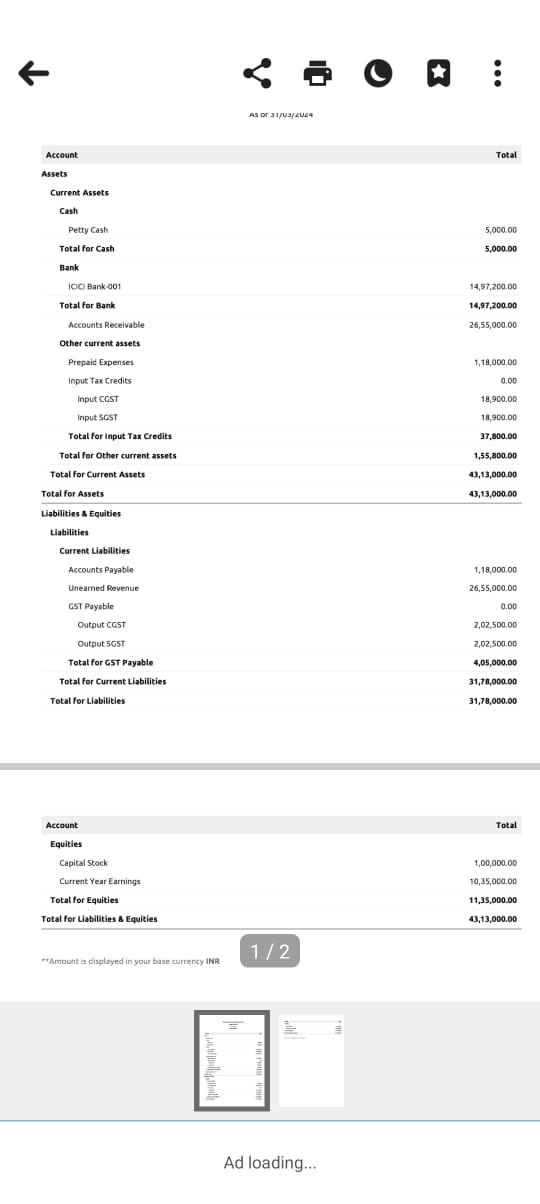 As of 31/03/2024
Account Total
Assets
Current Assets
Cash
Petty Cash 5,000.00
Total for Cash 5,000.00
Bank
ICICI Bank-001 14,97,200.00
Total for Bank 14,97,200.00
Accounts Receivable 26,55,000.00
Other current assets
Prepaid Expenses 1,18,000.00
Input Tax Credits 0.00
Input CGST 18,900.00
Input SGST 18,900.00
Total for Input Tax Credits 37,800.00
Total for Other current assets 1,55,800.00
Total for Current Assets 43,13,000.00
Total for Assets 43,13,000.00
Liabilities & Equities
Liabilities
Current Liabilities
Accounts Payable 1,18,000.00
Unearned Revenue 26,55,000.00
GST Payable 0.00
Output CGST 2,02,500.00
Output SGST 2,02,500.00
Total for GST Payable 4,05,000.00
Total for Current Liabilities 31,78,000.00
Total for Liabilities 31,78,000.00
Account Total
Equities
Capital Stock 1,00,000.00
Current Year Earnings 10,35,000.00
Total for Equities 11,35,000.00
Total for Liabilities & Equities 43,13,000.00
1 / 2
**Amount is displayed in your base currency INR
Ad loading...